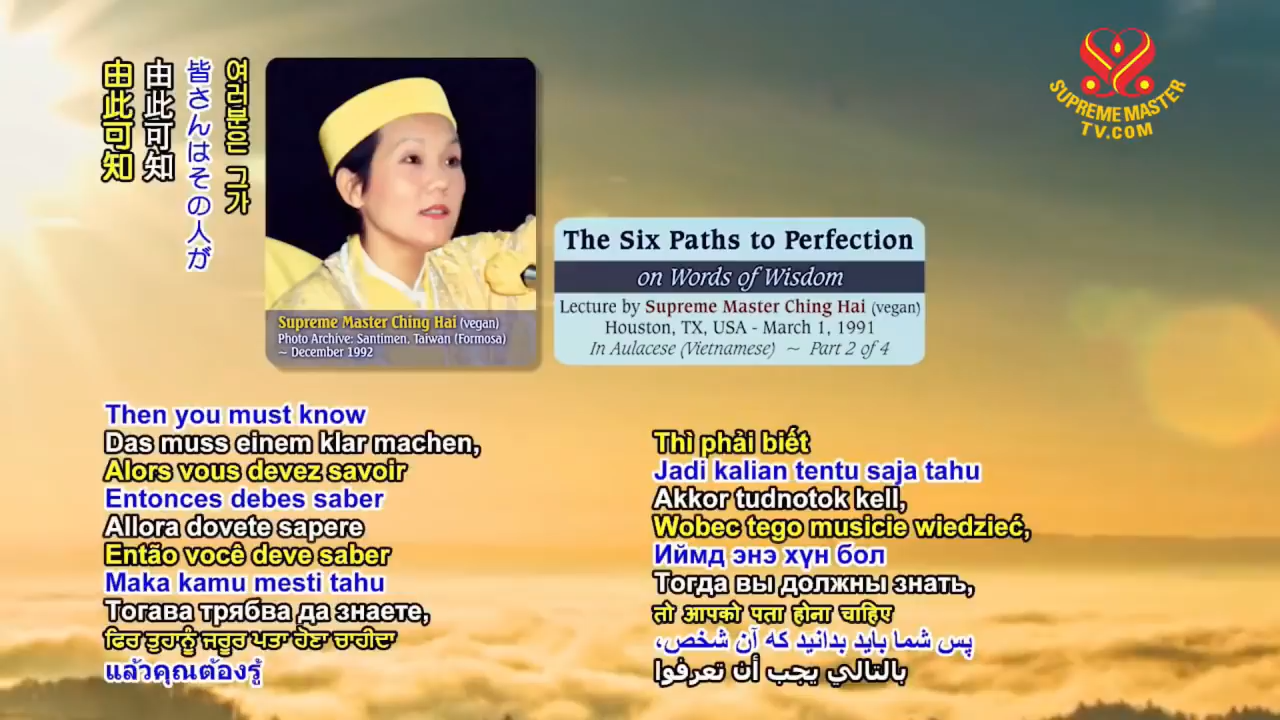 由此可知
由此可知
皆さんはその人が
여러분은 그가
SUPREME MASTER
TV.COM
Supreme Master Ching Hai (vegan)
Photo Archive: Santimen, Taiwan (Formosa)
~ December 1992
The Six Paths to Perfection
on Words of Wisdom
Lecture by Supreme Master Ching Hai (vegan)
Houston, TX, USA - March 1, 1991
In Aulacese (Vietnamese) ~ Part 2 of 4
Then you must know
Das muss einem klar machen,
Alors vous devez savoir
Entonces debes saber
Allora dovete sapere
Então você deve saber
Maka kamu mesti tahu
Тогава трябва да знаете,
ਫਿਰ ਤੁਹਾਨੂੰ ਜ਼ਰੂਰ ਪਤਾ ਹੋਣਾ ਚਾਹੀਦਾ
แล้วคุณต้องรู้
Thì phải biết
Jadi kalian tentu saja tahu
Akkor tudnotok kell,
Wobec tego musicie wiedzieć,
Иймд энэ хүн бол
Тогда вы должны знать,
तो आपको पता होना चाहिए
پس شما باید بدانید که آن شخص،
بالتالي يجب أن تعرفوا